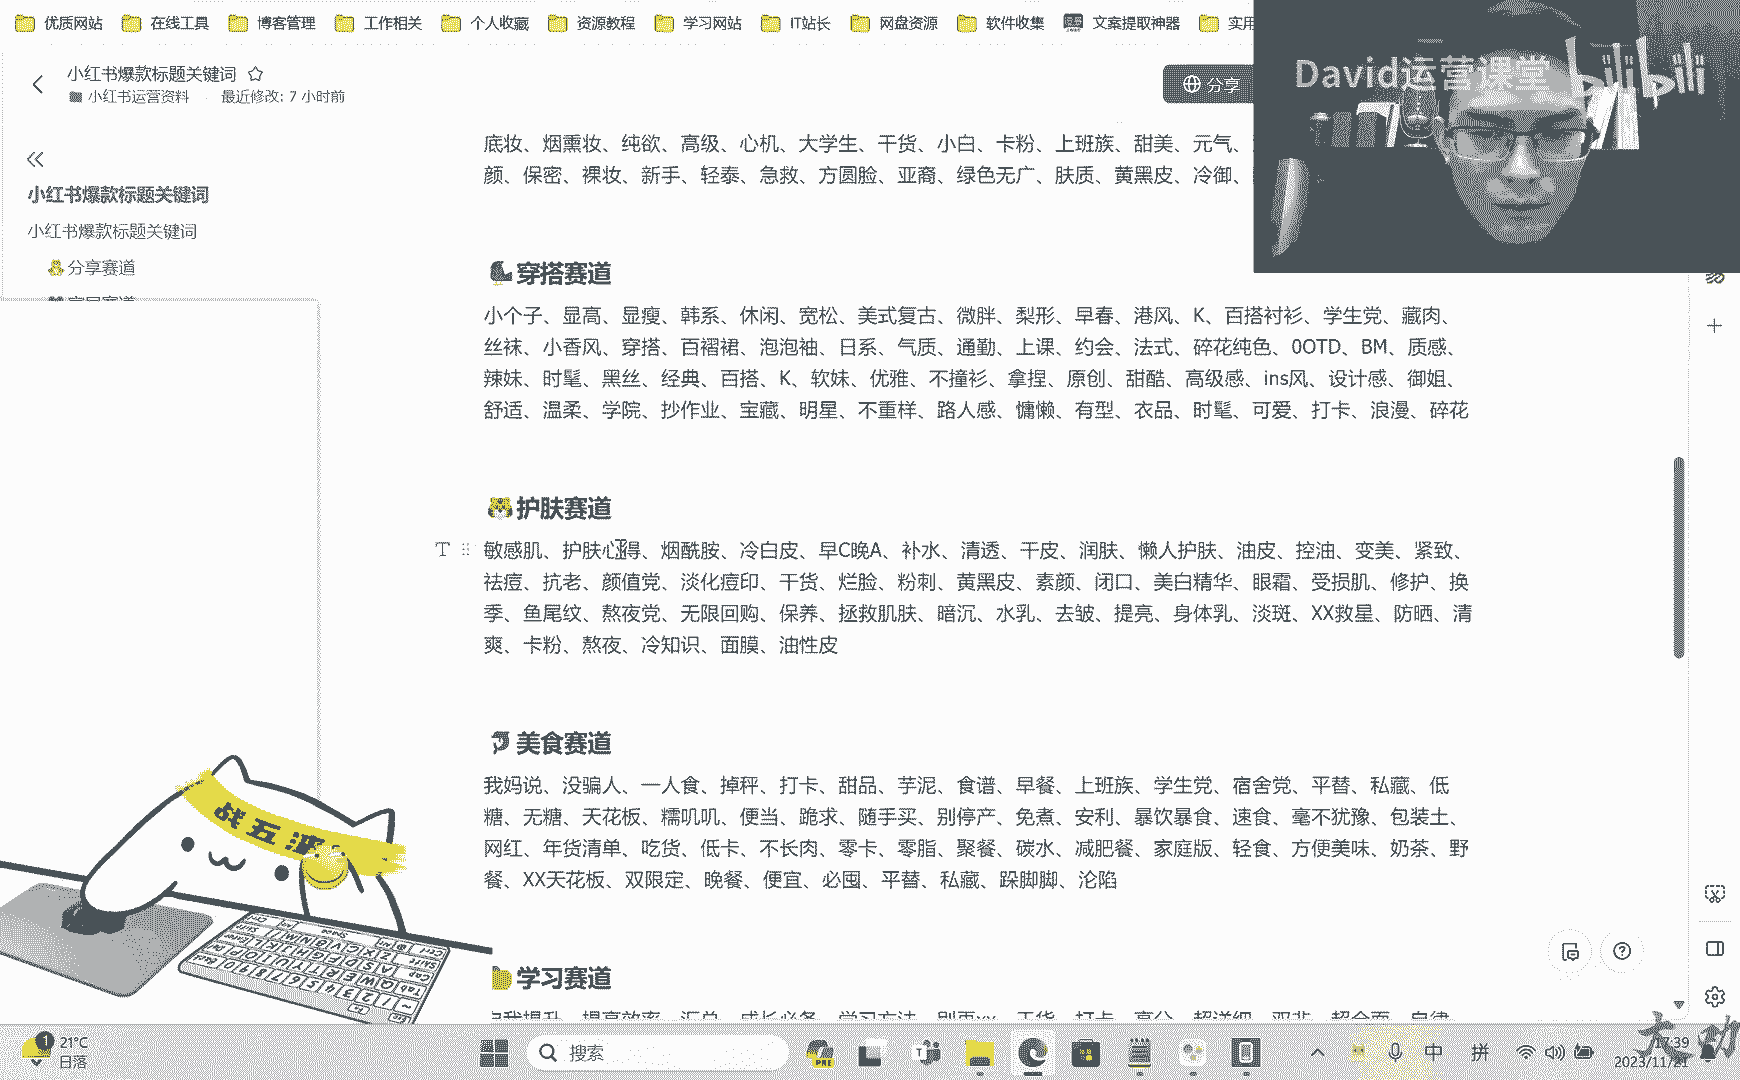 优质网站 在线工具 博客管理 工作相关 个人收藏 资源教程 学习网站 IT站长 网盘资源 软件收集 文案提取神器 实用
小红书爆款标题关键词
小红书运营资料 · 最近修改: 7 小时前
分享
David运营课堂 bilibili
小红书爆款标题关键词
小红书爆款标题关键词
分享赛道
底妆、烟熏妆、纯欲、高级、心机、大学生、干货、小白、卡粉、上班族、甜美、元气、
颜、保密、裸妆、新手、轻泰、急救、方圆脸、亚裔、绿色无广、肤质、黄黑皮、冷御、
穿搭赛道
小个子、显高、显瘦、韩系、休闲、宽松、美式复古、微胖、梨形、早春、港风、K、百搭衬衫、学生党、藏肉、
丝袜、小香风、穿搭、百褶裙、泡泡袖、日系、气质、通勤、上课、约会、法式、碎花纯色、0OTD、BM、质感、
辣妹、时髦、黑丝、经典、百搭、K、软妹、优雅、不撞衫、拿捏、原创、甜酷、高级感、ins风、设计感、御姐、
舒适、温柔、学院、抄作业、宝藏、明星、不重样、路人感、慵懒、有型、衣品、时髦、可爱、打卡、浪漫、碎花
护肤赛道
敏感肌、护肤心得、烟酰胺、冷白皮、早C晚A、补水、清透、干皮、润肤、懒人护肤、油皮、控油、变美、紧致、
祛痘、抗老、颜值党、淡化痘印、干货、烂脸、粉刺、黄黑皮、素颜、闭口、美白精华、眼霜、受损肌、修护、换
季、鱼尾纹、熬夜党、无限回购、保养、拯救肌肤、暗沉、水乳、去皱、提亮、身体乳、淡斑、XX救星、防晒、清
爽、卡粉、熬夜、冷知识、面膜、油性皮
美食赛道
我妈说、没骗人、一人食、掉秤、打卡、甜品、芋泥、食谱、早餐、上班族、学生党、宿舍党、平替、私藏、低
糖、无糖、天花板、糯叽叽、便当、跪求、随手买、别停产、免煮、安利、暴饮暴食、速食、毫不犹豫、包装土、
网红、年货清单、吃货、低卡、不长肉、零卡、零脂、聚餐、碳水、减肥餐、家庭版、轻食、方便美味、奶茶、野
餐、XX天花板、双限定、晚餐、便宜、必囤、平替、私藏、跺脚脚、沦陷
学习赛道
战五渣
21°C
日落
搜索
中 拼
17:39
2023/11/21